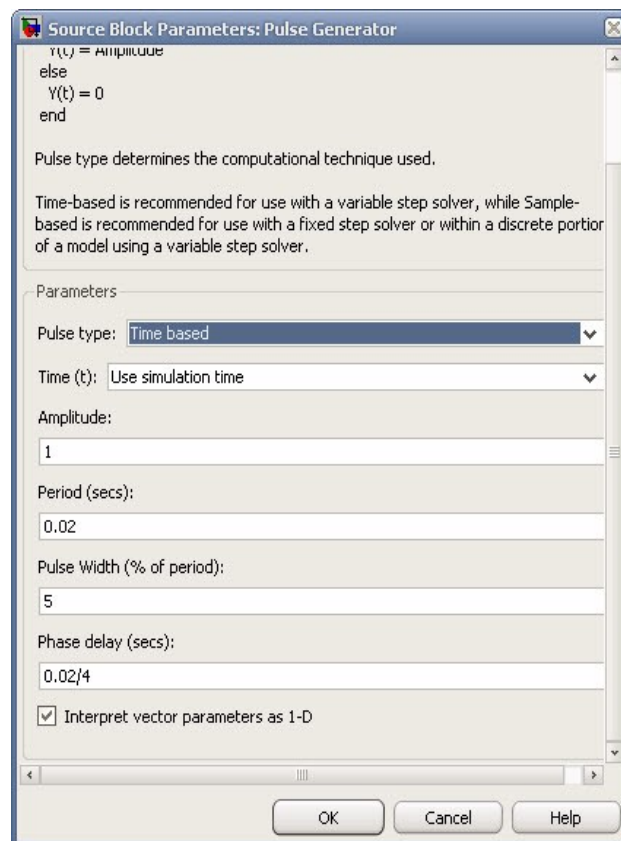 Source Block Parameters: Pulse Generator
Y(t) = Amplitude
else
Y(t) = 0
end
Pulse type determines the computational technique used.
Time-based is recommended for use with a variable step solver, while Sample-
based is recommended for use with a fixed step solver or within a discrete portion
of a model using a variable step solver.
Parameters
Pulse type: Time based
Time (t): Use simulation time
Amplitude:
1
Period (secs):
0.02
Pulse Width (% of period):
5
Phase delay (secs):
0.02/4
Interpret vector parameters as 1-D
OK Cancel Help